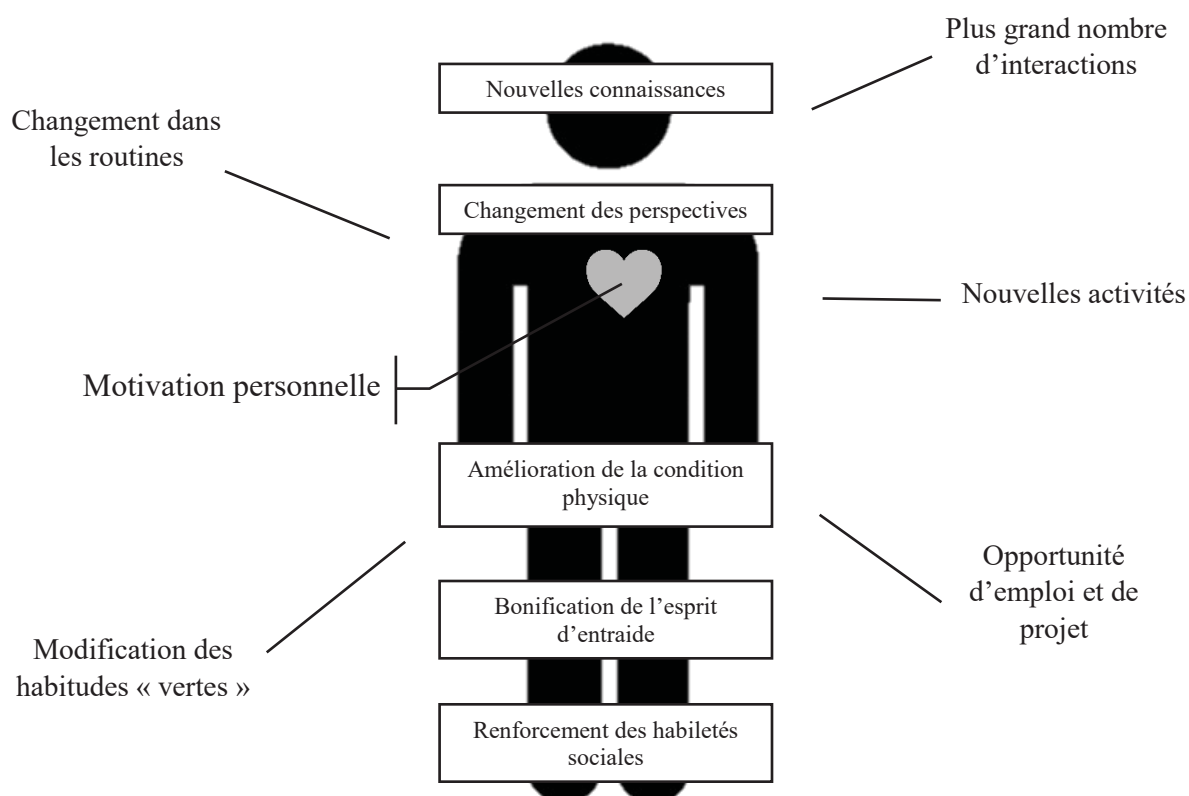 Plus grand nombre
d’interactions
Nouvelles connaissances
Changement dans
les routines
Changement des perspectives
Nouvelles activités
Motivation personnelle
Amélioration de la condition
physique
Opportunité
d’emploi et de
projet
Bonification de l’esprit
d’entraide
Modification des
habitudes « vertes »
Renforcement des habiletés
sociales